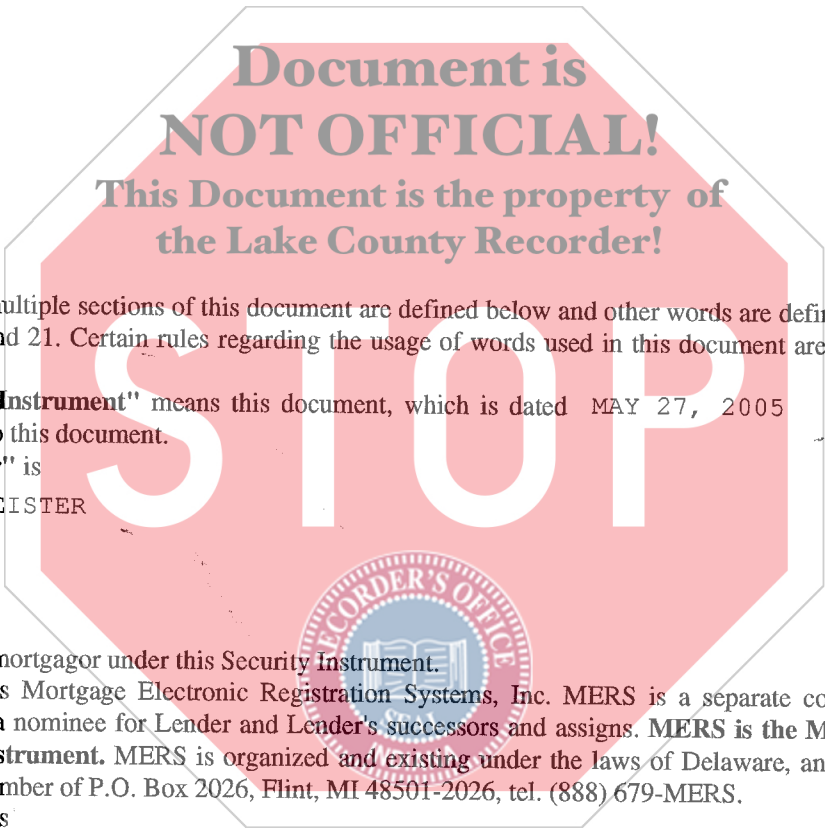 Document is
NOT OFFICIAL!
This Document is the property of
the Lake County Recorder!
ultiple sections of this document are defined below and other words are defin
nd 21. Certain rules regarding the usage of words used in this document are
Instrument" means this document, which is dated MAY 27, 2005
this document.
" is
EISTER
STOP
RECORDER'S OFFICE
mortgagor under this Security Instrument.
s Mortgage Electronic Registration Systems, Inc. MERS is a separate co
a nominee for Lender and Lender's successors and assigns. MERS is the M
strument. MERS is organized and existing under the laws of Delaware, an
mber of P.O. Box 2026, Flint, MI 48501-2026, tel. (888) 679-MERS.
s
SEAL
INDIANA